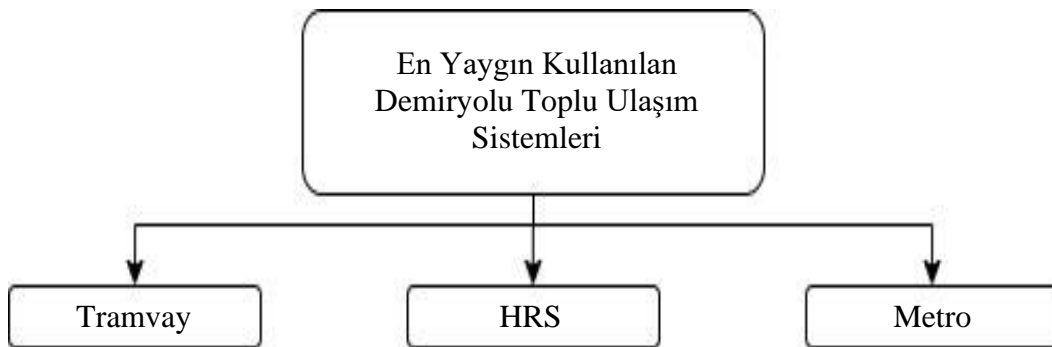 En Yaygın Kullanılan
Demiryolu Toplu Ulaşım
Sistemleri
Tramvay
HRS
Metro